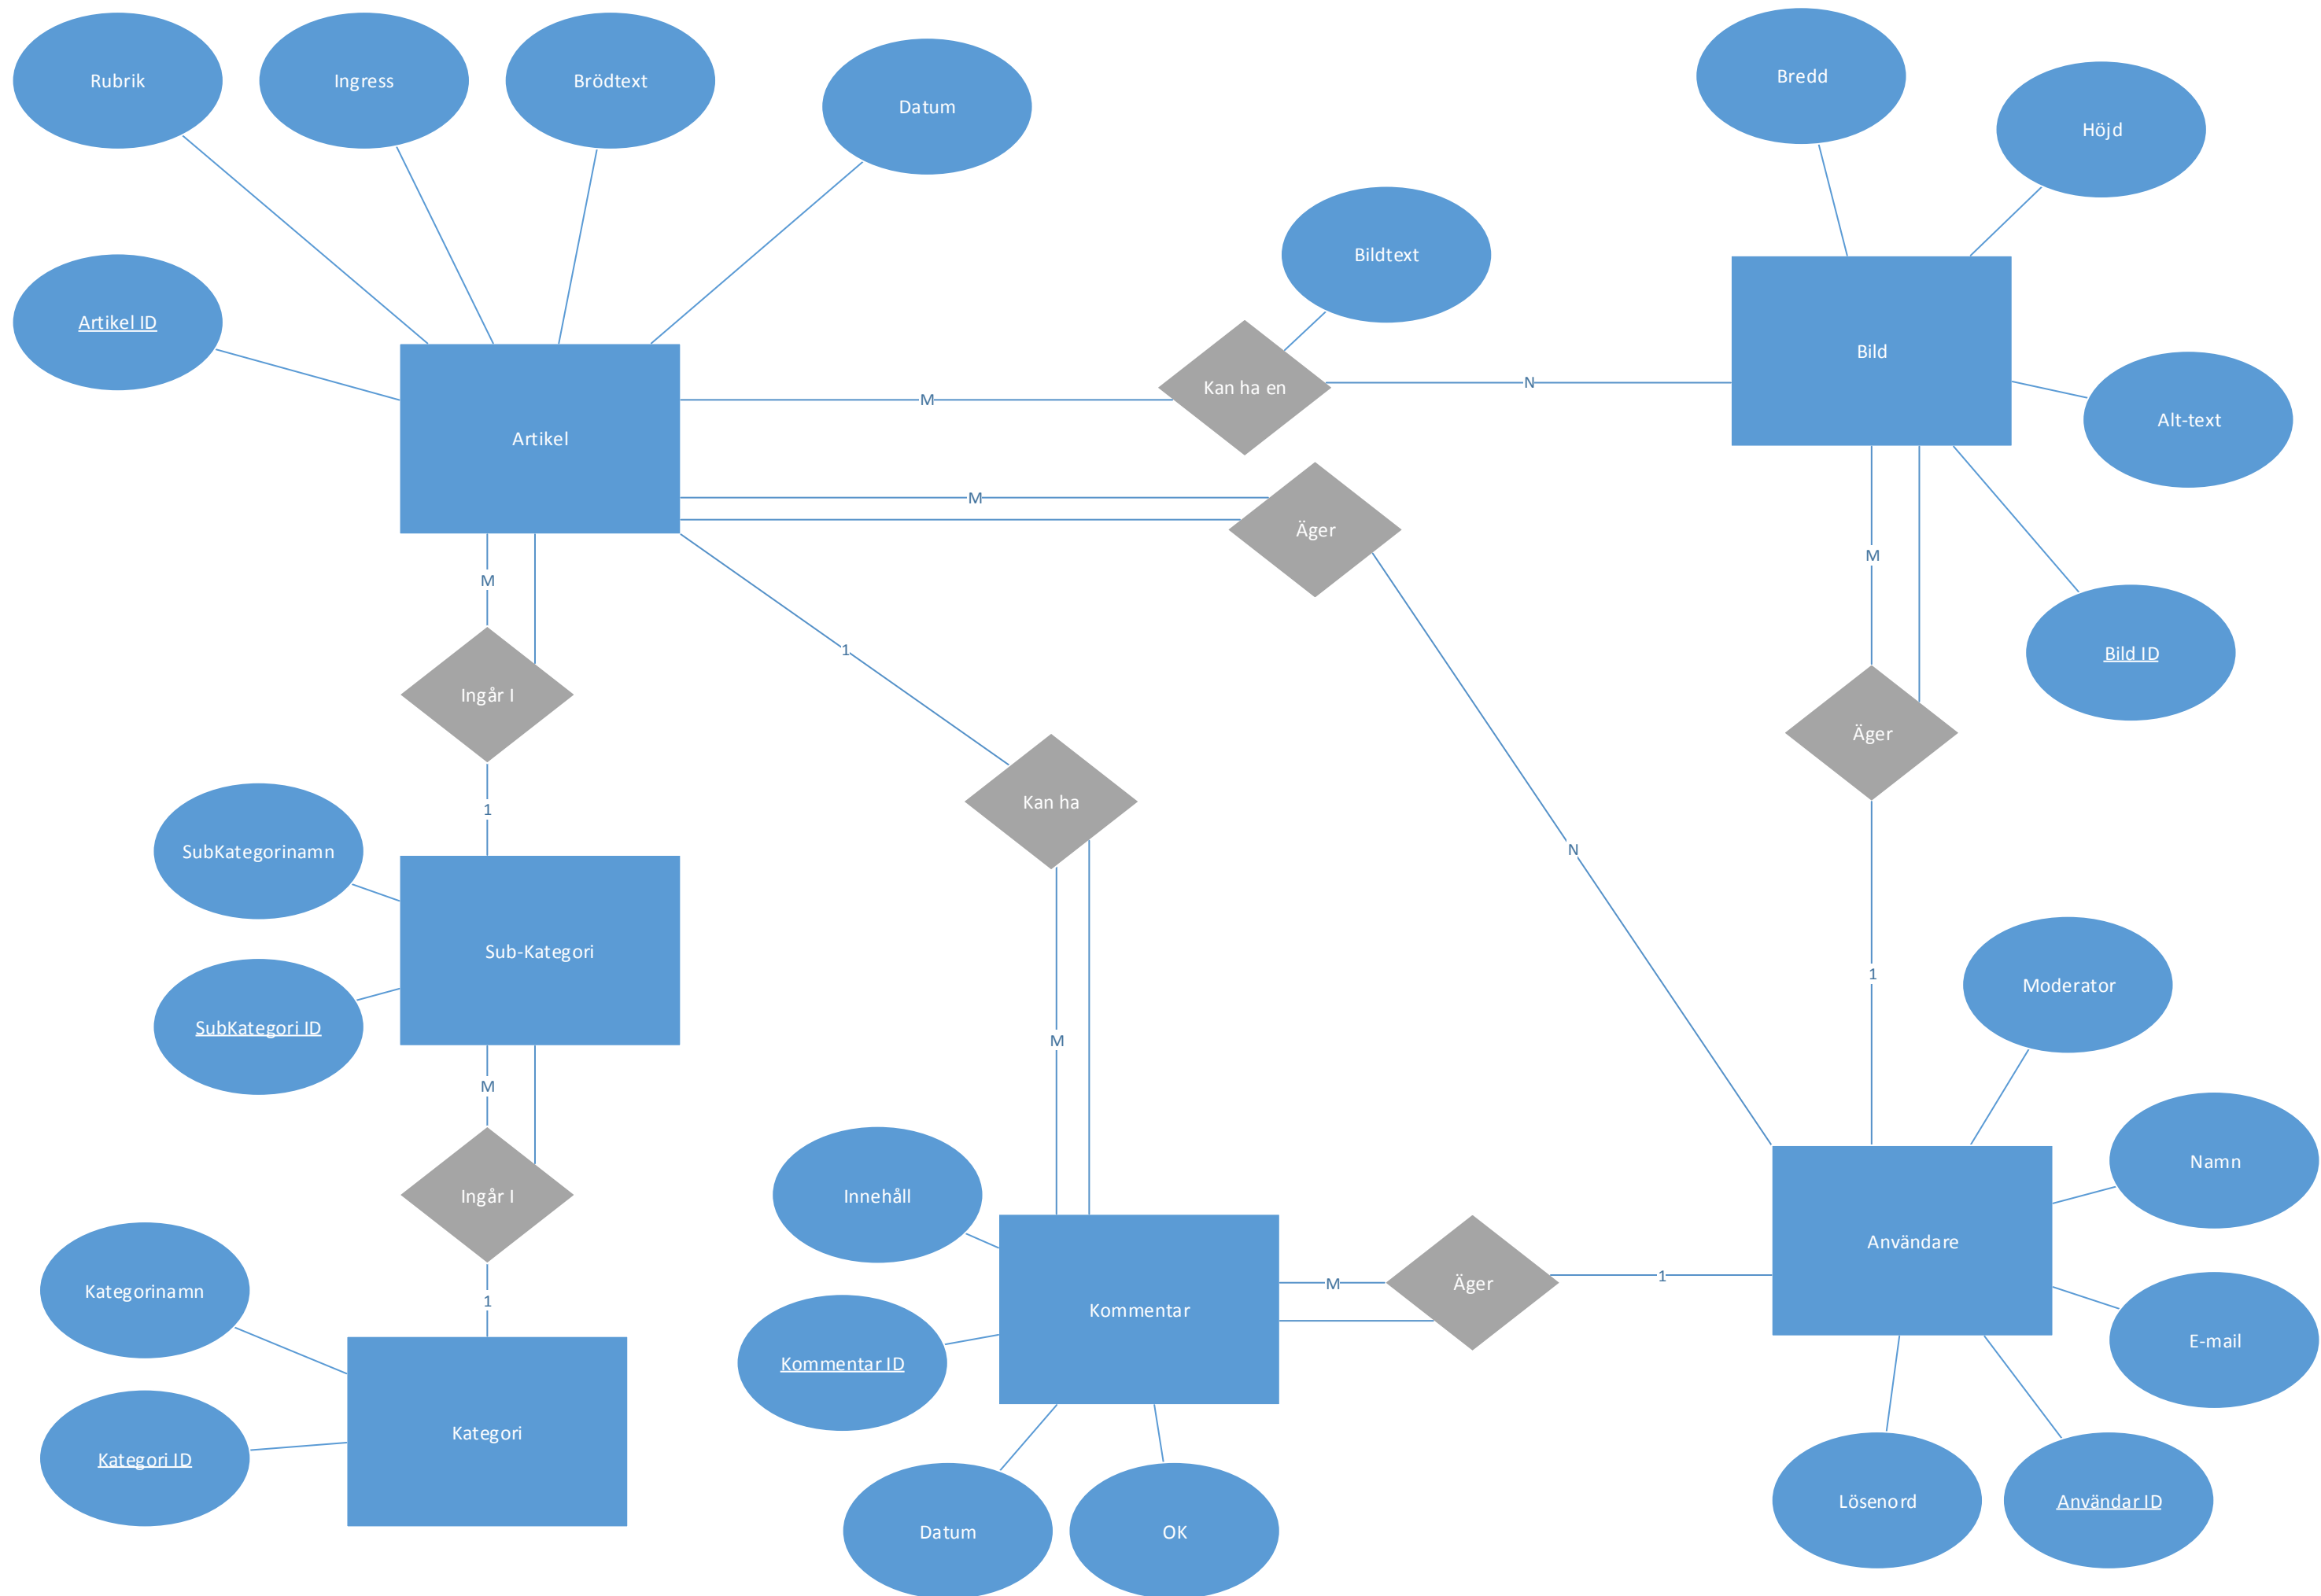 Rubrik
Ingress
Brödtext
Datum
Bredd
Höjd
Bildtext
Artikel ID
Bild
Kan ha en
N
M
Alt-text
Artikel
M
Äger
M
M
1
Bild ID
Ingår I
Äger
Kan ha
1
SubKategorinamn
N
Sub-Kategori
1
Moderator
SubKategori ID
M
M
Namn
Innehåll
Ingår I
Användare
1
Äger
M
Kategorinamn
1
Kommentar
E-mail
Kommentar ID
Kategori
Kategori ID
Lösenord
Användar ID
Datum
OK